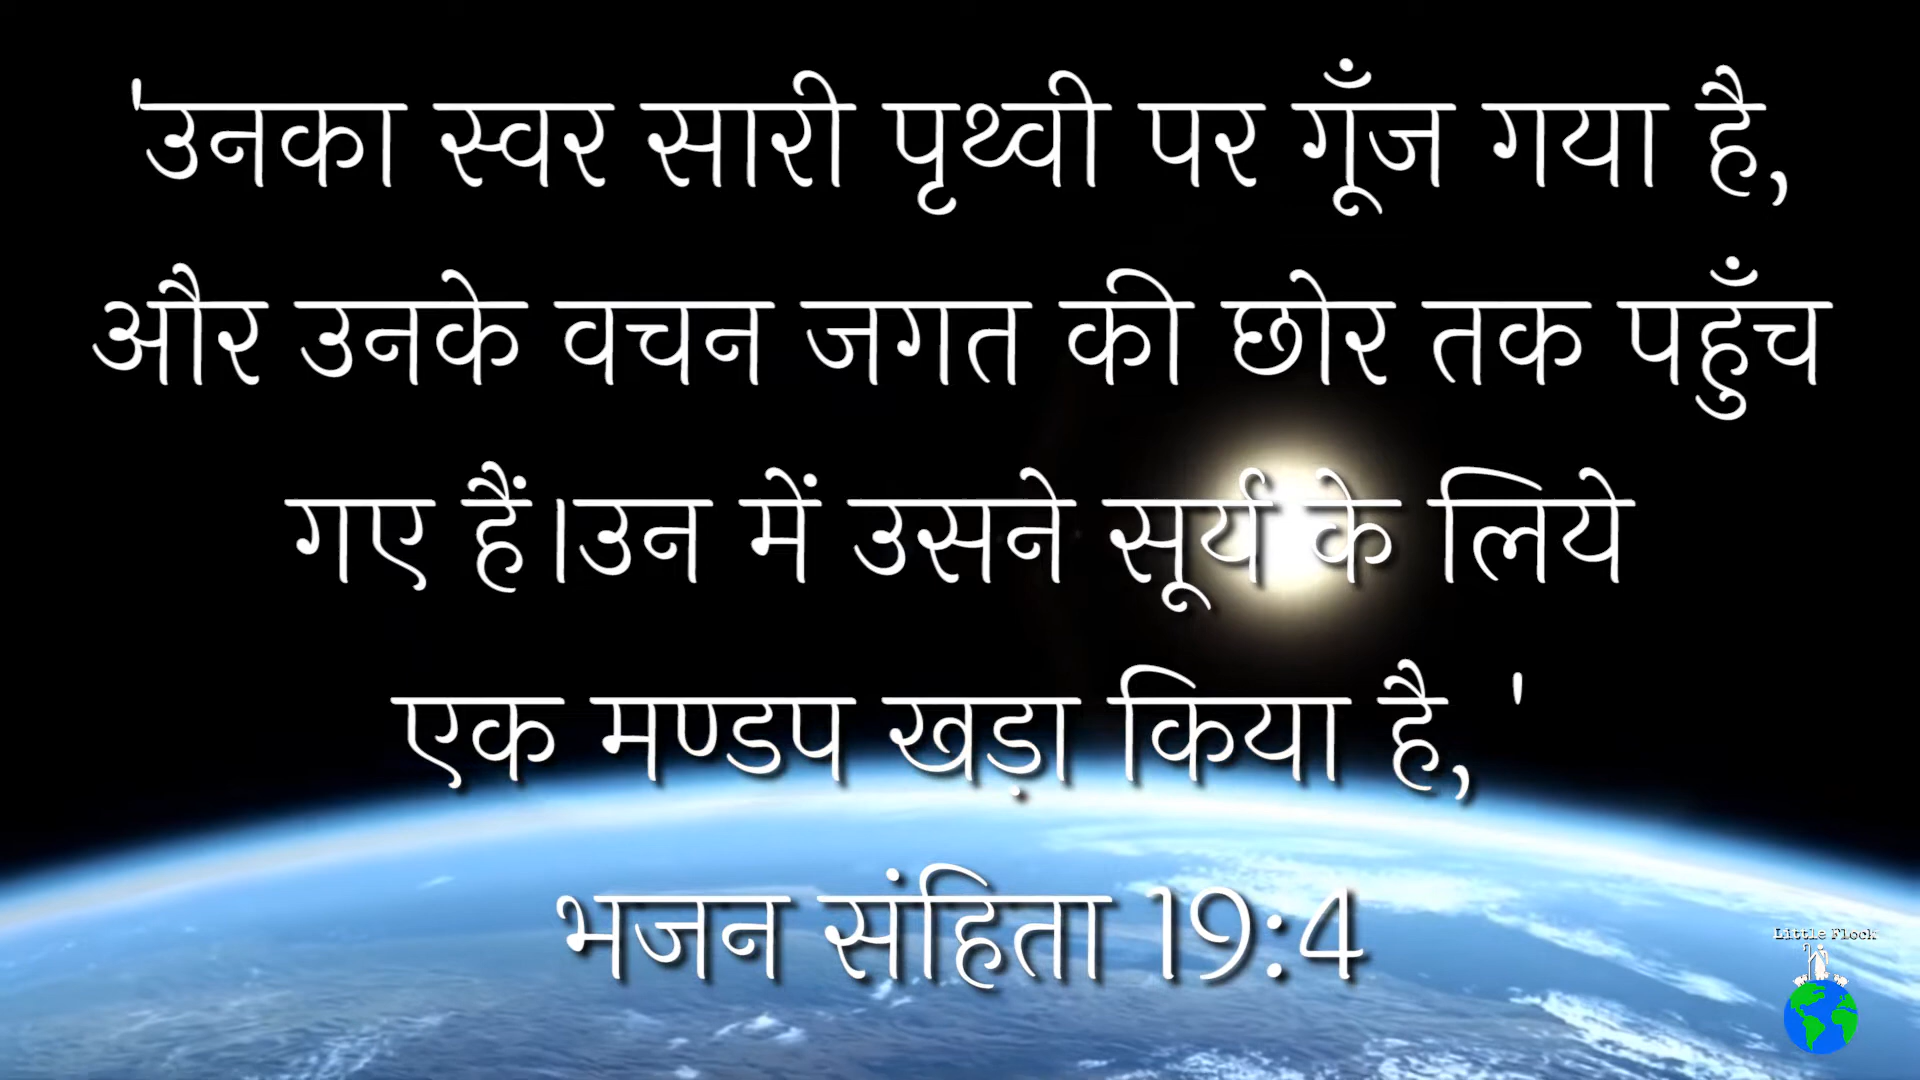 'उनका स्वर सारी पृथ्वी पर गूँज गया है,
और उनके वचन जगत की छोर तक पहुँच
गए हैं।उन में उसने सूर्य के लिये
एक मण्डप खड़ा किया है, '
भजन संहिता 19:4
Little Flock